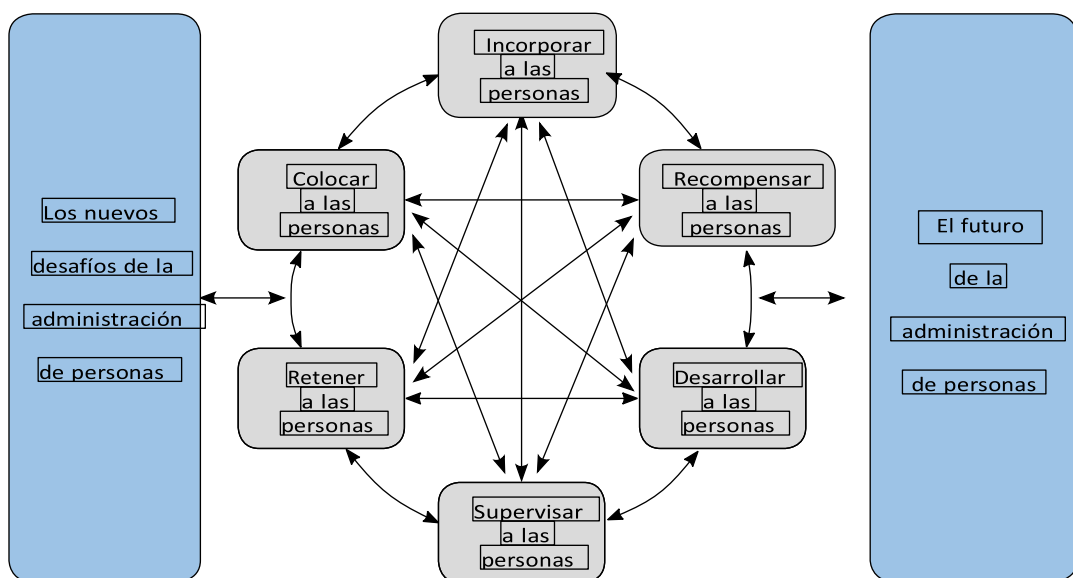 Los nuevos
desafíos de la
administración
de personas
Incorporar
a las
personas
Colocar
a las
personas
Recompensar
a las
personas
Retener
a las
personas
Desarrollar
a las
personas
Supervisar
a las
personas
El futuro
de la
administración
de personas